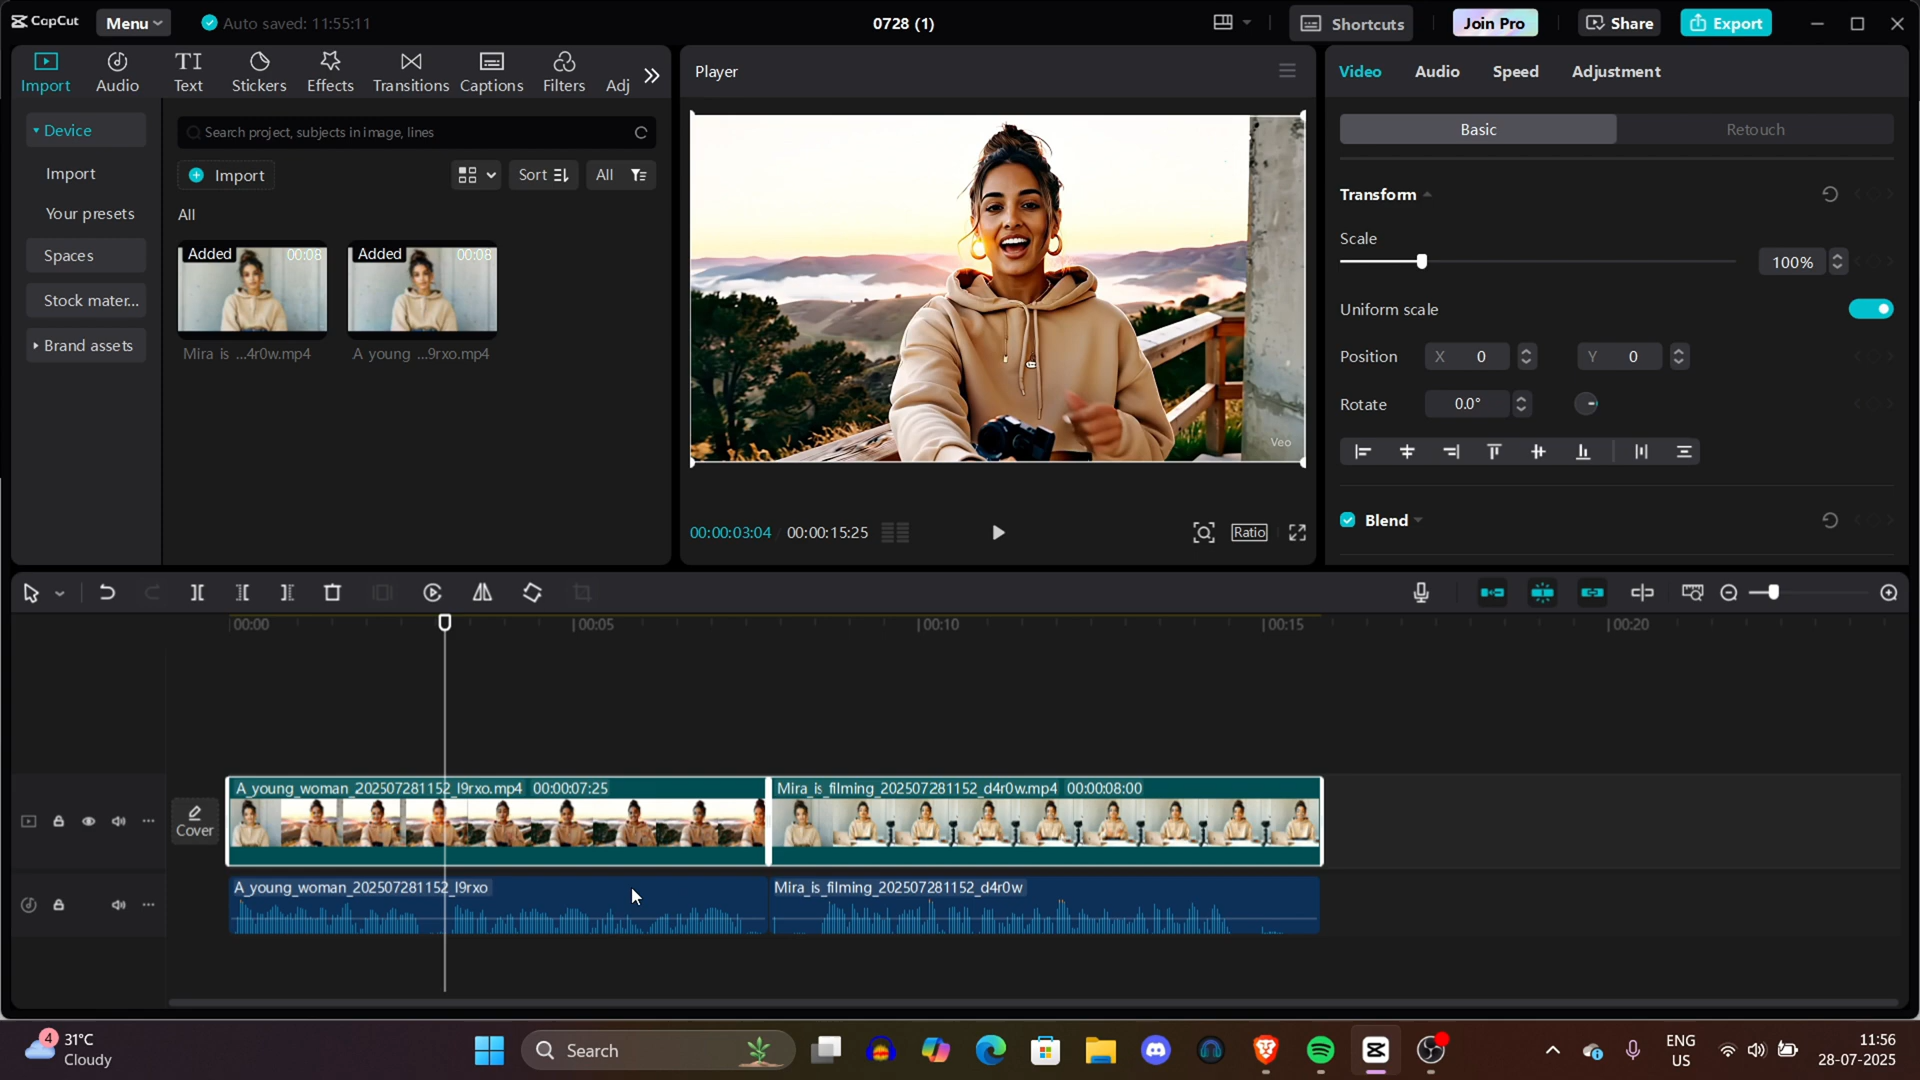 CapCut
Menu
Auto saved: 11:55:11
0728 (1)
Shortcuts
Join Pro
Share
Export
Import
Audio
TI
Text
Stickers
Effects
Transitions
Captions
Filters
Adj
Player
Video
Audio
Speed
Adjustment
Device
Import
Your presets
Spaces
Stock mater...
Brand assets
Search project, subjects in image, lines
Import
Sort
All
All
Added
00:08
Added
00:08
Mira is ...4r0w.mp4
A young ...9rxo.mp4
Veo
00:00:03:04
00:00:15:25
Ratio
Basic
Retouch
Transform
Scale
100%
Uniform scale
Position
X 0
Y 0
Rotate
0.0°
Blend
00:00
00:05
00:10
00:15
00:20
Cover
A_young_woman_202507281152_l9rxo.mp4 00:00:07:25
Mira_is_filming_202507281152_d4r0w.mp4 00:00:08:00
A_young_woman_202507281152_l9rxo
Mira_is_filming_202507281152_d4r0w
4
31°C
Cloudy
Search
ENG
US
11:56
28-07-2025